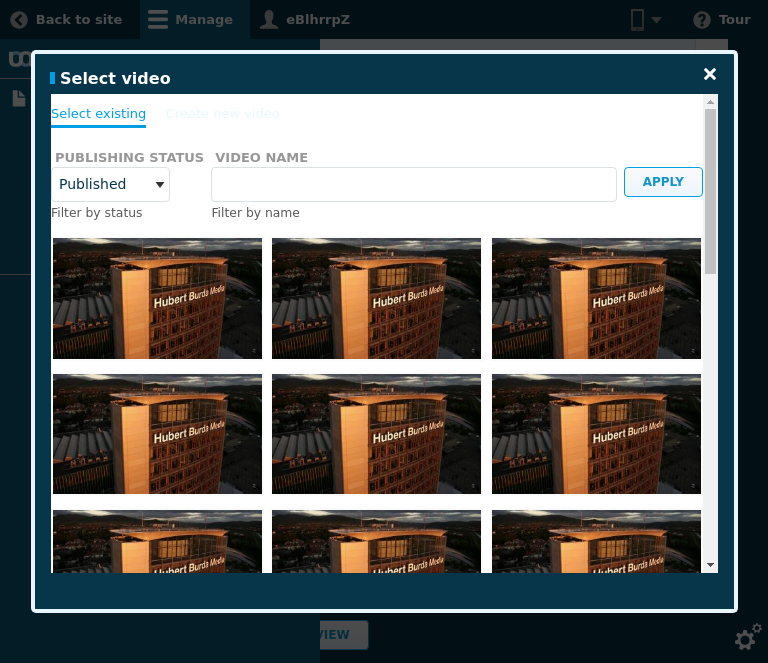 Back to site
Manage
eBlhrrpZ
Tour
Select video
Select existing
Create new video
PUBLISHING STATUS
VIDEO NAME
Published
APPLY
Filter by status
Filter by name
Hubert Burda Media
Hubert Burda Media
Hubert Burda Media
Hubert Burda Media
Hubert Burda Media
Hubert Burda Media
Hubert Burda Media
Hubert Burda Media
Hubert Burda Media
VIEW